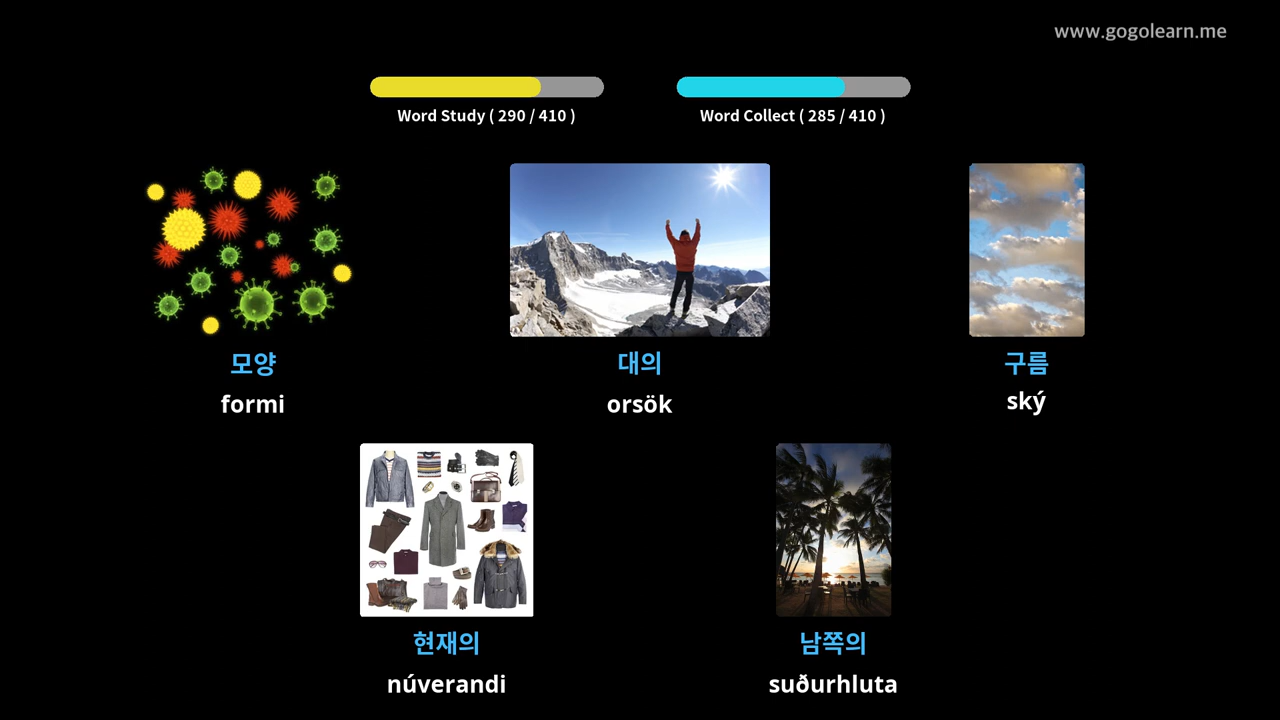 www.gogolearn.me
Word Study ( 290 / 410 )
Word Collect ( 285 / 410 )
모양
formi
대의
orsök
구름
ský
현재의
núverandi
남쪽의
suðurhluta